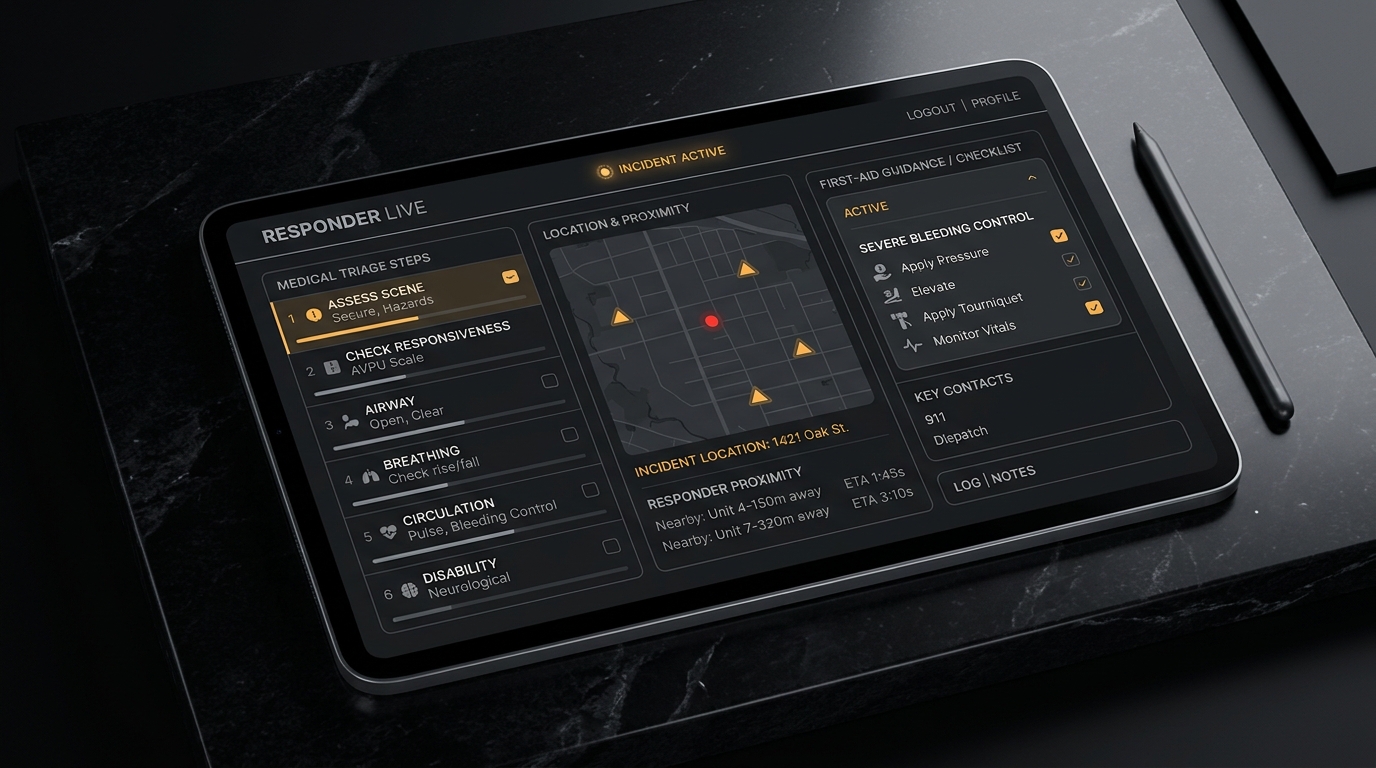 LOGOUT | PROFILE
INCIDENT ACTIVE
RESPONDER LIVE
MEDICAL TRIAGE STEPS
1 ASSESS SCENE
Secure, Hazards
2 CHECK RESPONSIVENESS
AVPU Scale
3 AIRWAY
Open, Clear
4 BREATHING
Check rise/fall
5 CIRCULATION
Pulse, Bleeding Control
6 DISABILITY
Neurological
LOCATION & PROXIMITY
INCIDENT LOCATION: 1421 Oak St.
RESPONDER PROXIMITY
Nearby: Unit 4-150m away ETA 1:45s
Nearby: Unit 7-320m away ETA 3:10s
FIRST-AID GUIDANCE / CHECKLIST
ACTIVE
SEVERE BLEEDING CONTROL
Apply Pressure
Elevate
Apply Tourniquet
Monitor Vitals
KEY CONTACTS
911
Diepatch
LOG | NOTES